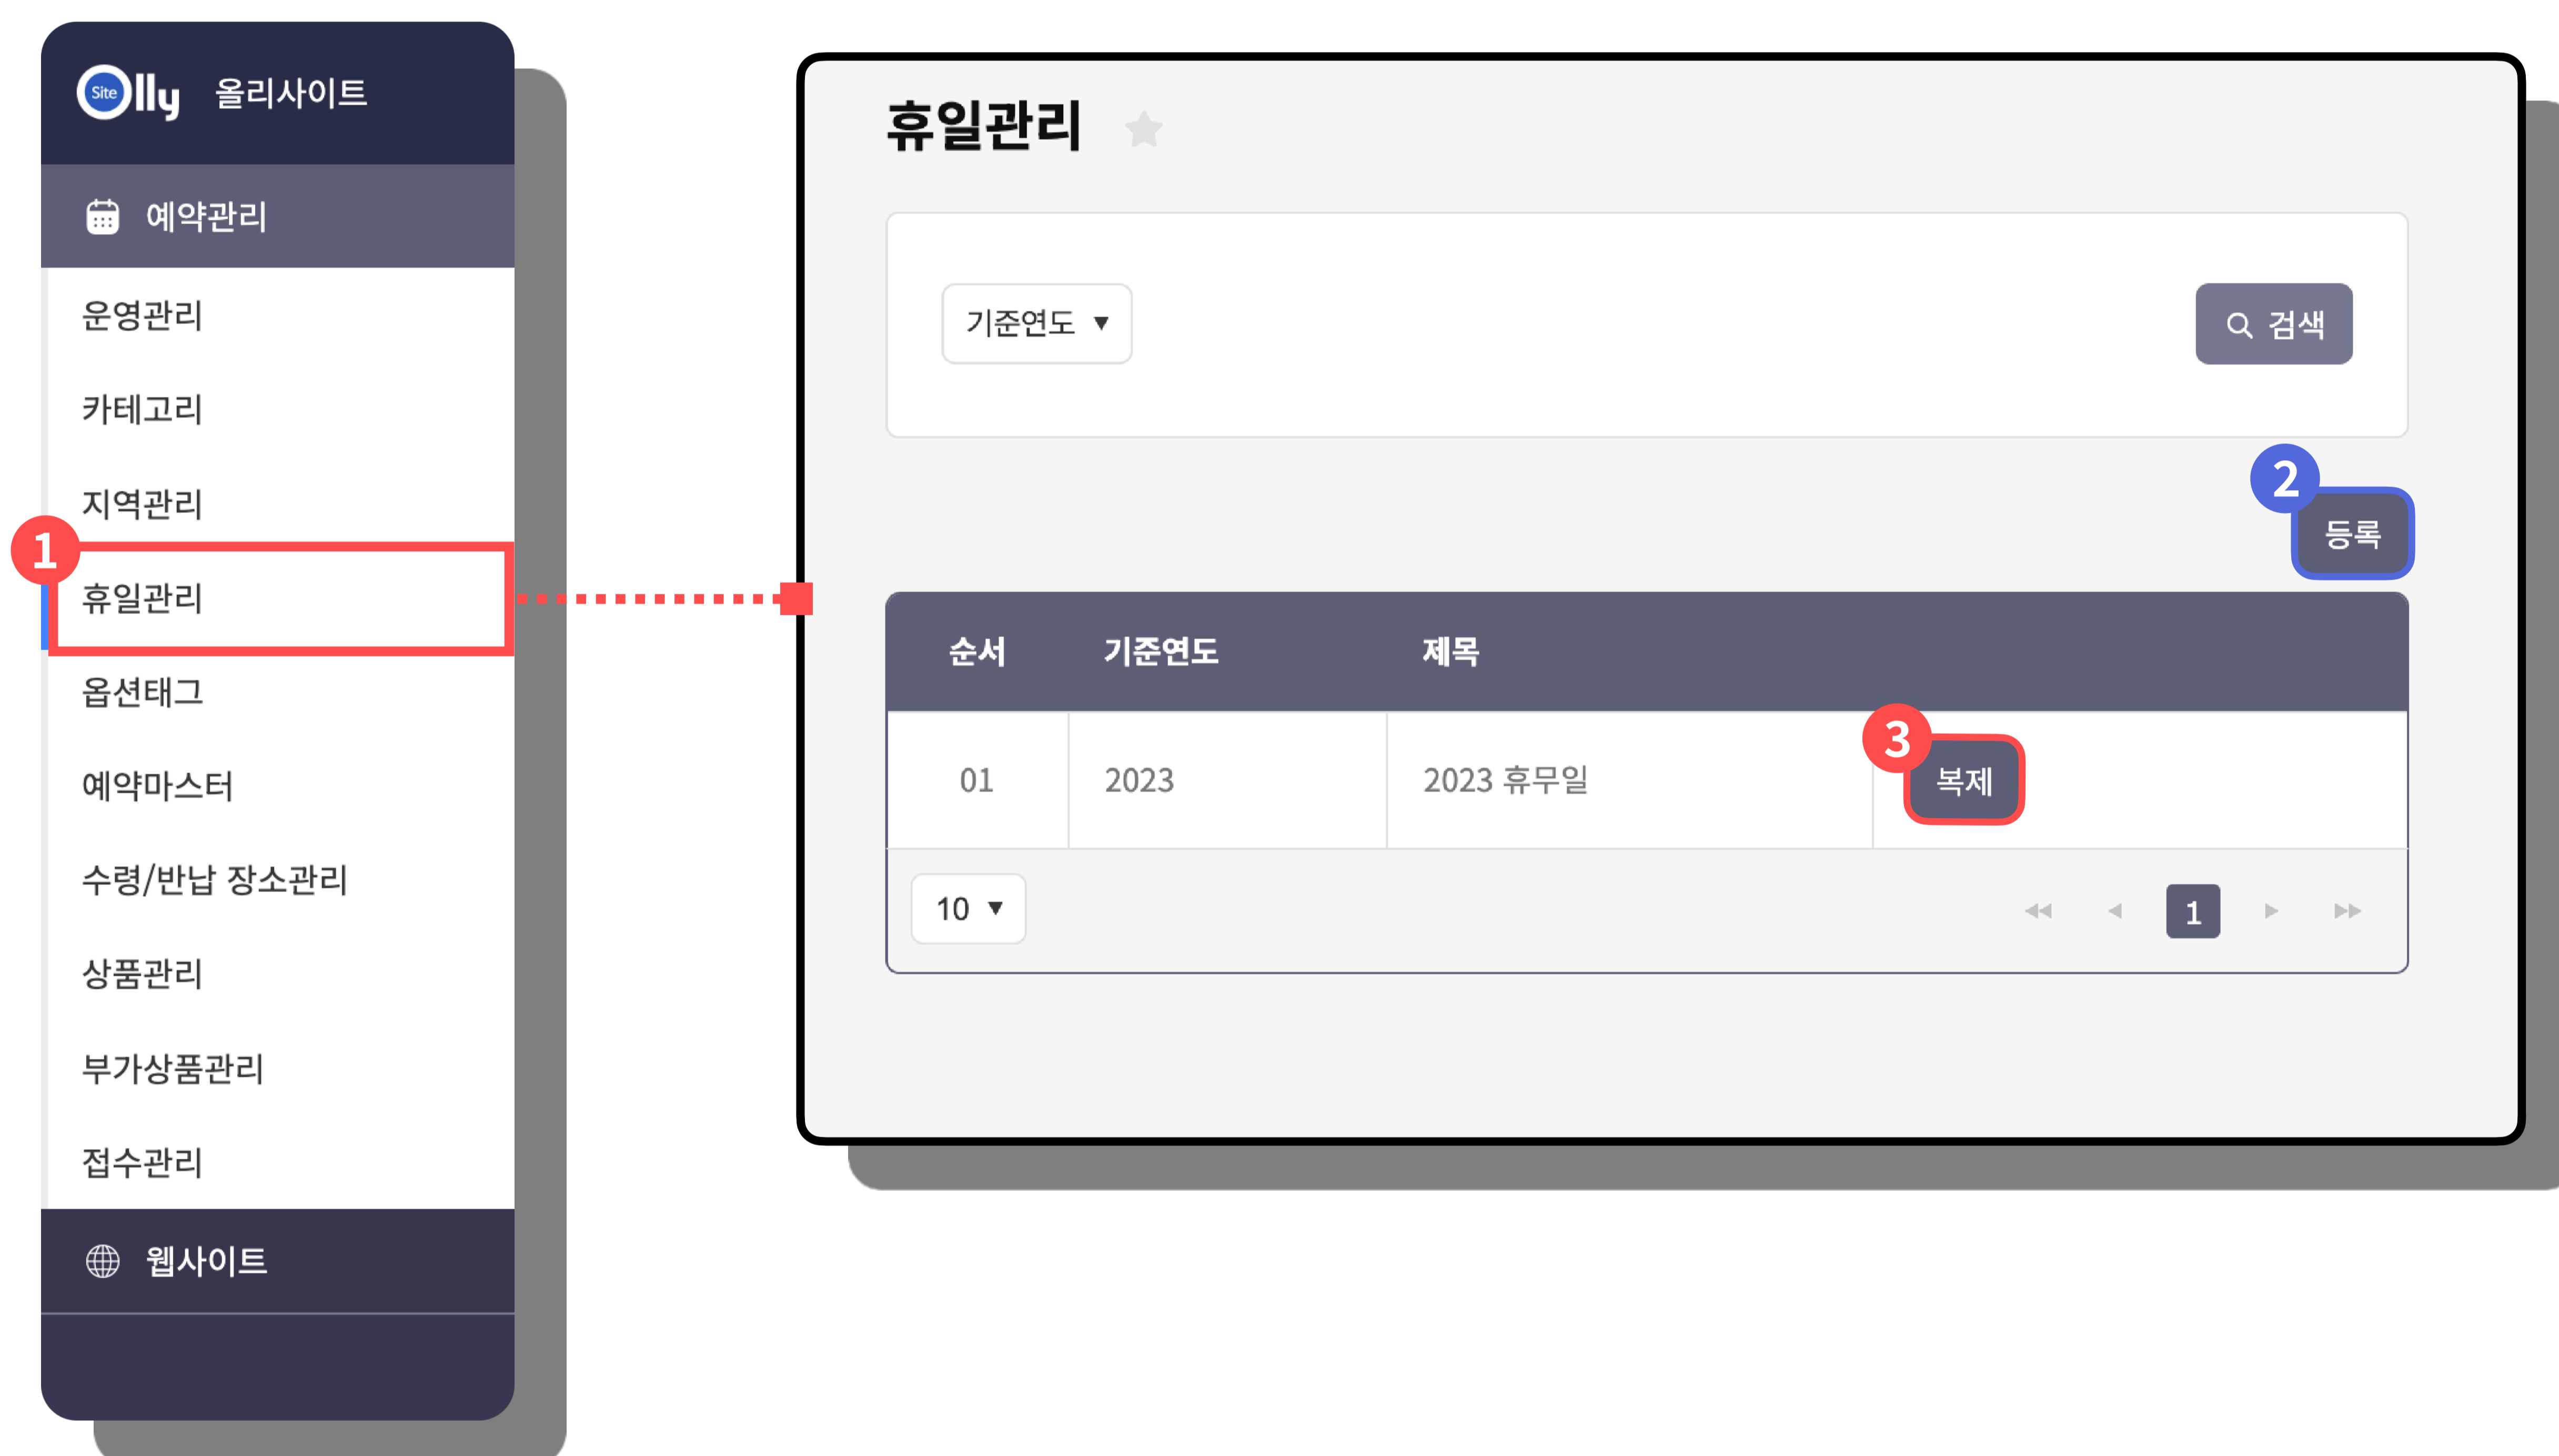 Site Olly 올리사이트
예약관리
운영관리
카테고리
지역관리
1
휴일관리
옵션태그
예약마스터
수령/반납 장소관리
상품관리
부가상품관리
접수관리
웹사이트
휴일관리
기준연도
검색
2
등록
순서 기준연도 제목
01 2023 2023 휴무일
3
복제
10
1